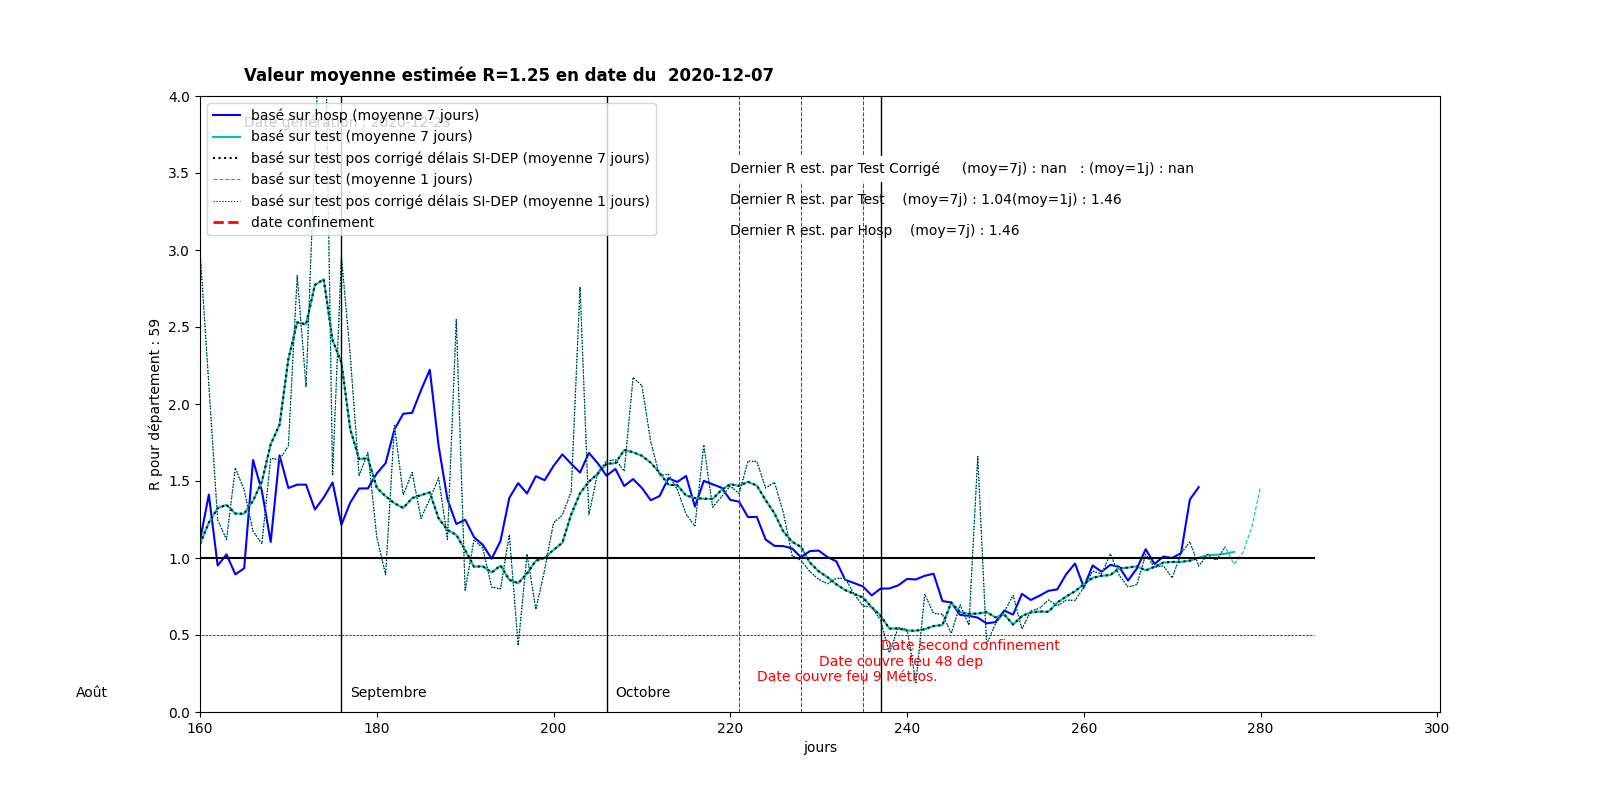 Valeur moyenne estimée R=1.25 en date du  2020-12-07
Date génération : 2020-12-23
basé sur hosp (moyenne 7 jours)
basé sur test (moyenne 7 jours)
basé sur test pos corrigé délais SI-DEP (moyenne 7 jours)
basé sur test (moyenne 1 jours)
basé sur test pos corrigé délais SI-DEP (moyenne 1 jours)
date confinement
Dernier R est. par Test Corrigé     (moy=7j) : nan   : (moy=1j) : nan
Dernier R est. par Test    (moy=7j) : 1.04(moy=1j) : 1.46
Dernier R est. par Hosp    (moy=7j) : 1.46
4.0
3.5
3.0
2.5
2.0
1.5
1.0
0.5
0.0
R pour département : 59
Date second confinement
Date couvre feu 48 dep
Date couvre feu 9 Métros.
Août
Septembre
Octobre
160 180 200 220 240 260 280 300
jours